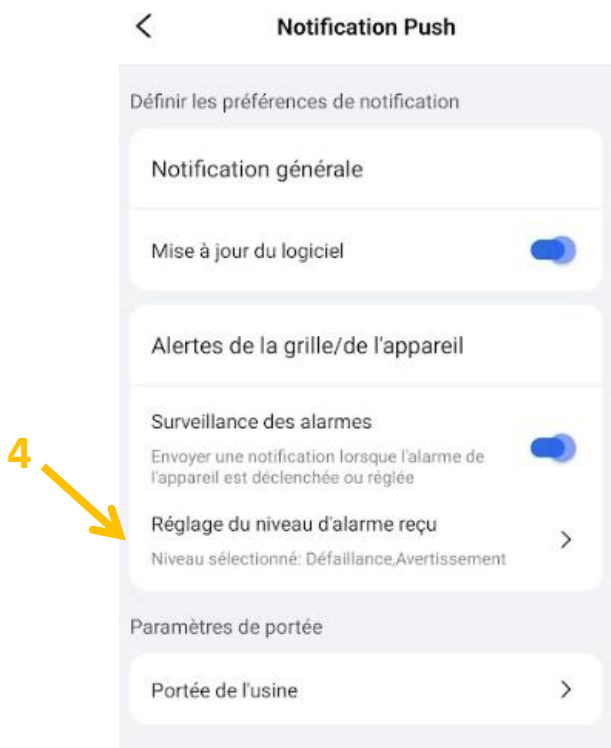 Notification Push
Définir les préférences de notification
Notification générale
Mise à jour du logiciel
Alertes de la grille/de l'appareil
Surveillance des alarmes
Envoyer une notification lorsque l'alarme de
l'appareil est déclenchée ou réglée
4
Réglage du niveau d'alarme reçu
Niveau sélectionné: Défaillance,Avertissement
Paramètres de portée
Portée de l'usine